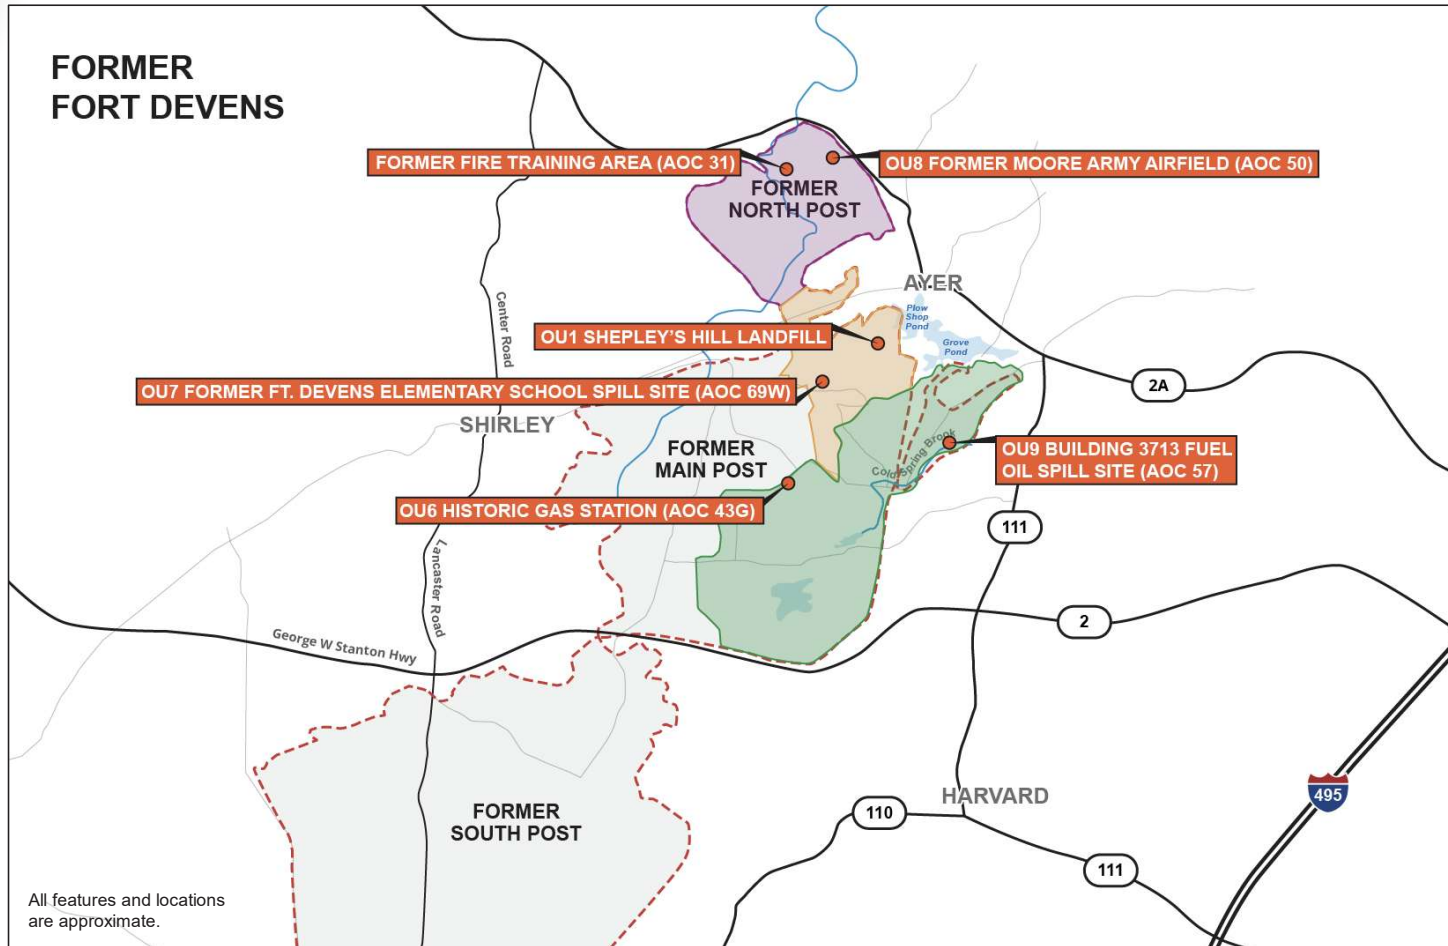 FORMER
FORT DEVENS
FORMER FIRE TRAINING AREA (AOC 31)
OU8 FORMER MOORE ARMY AIRFIELD (AOC 50)
FORMER
NORTH POST
AYER
Plow
Shop
Pond
Grove
Pond
Center Road
OU1 SHEPLEY’S HILL LANDFILL
OU7 FORMER FT. DEVENS ELEMENTARY SCHOOL SPILL SITE (AOC 69W)
2A
SHIRLEY
FORMER
MAIN POST
Cold Spring Brook
OU9 BUILDING 3713 FUEL
OIL SPILL SITE (AOC 57)
OU6 HISTORIC GAS STATION (AOC 43G)
111
Lancaster Road
George W Stanton Hwy
2
FORMER
SOUTH POST
HARVARD
110
495
111
All features and locations
are approximate.